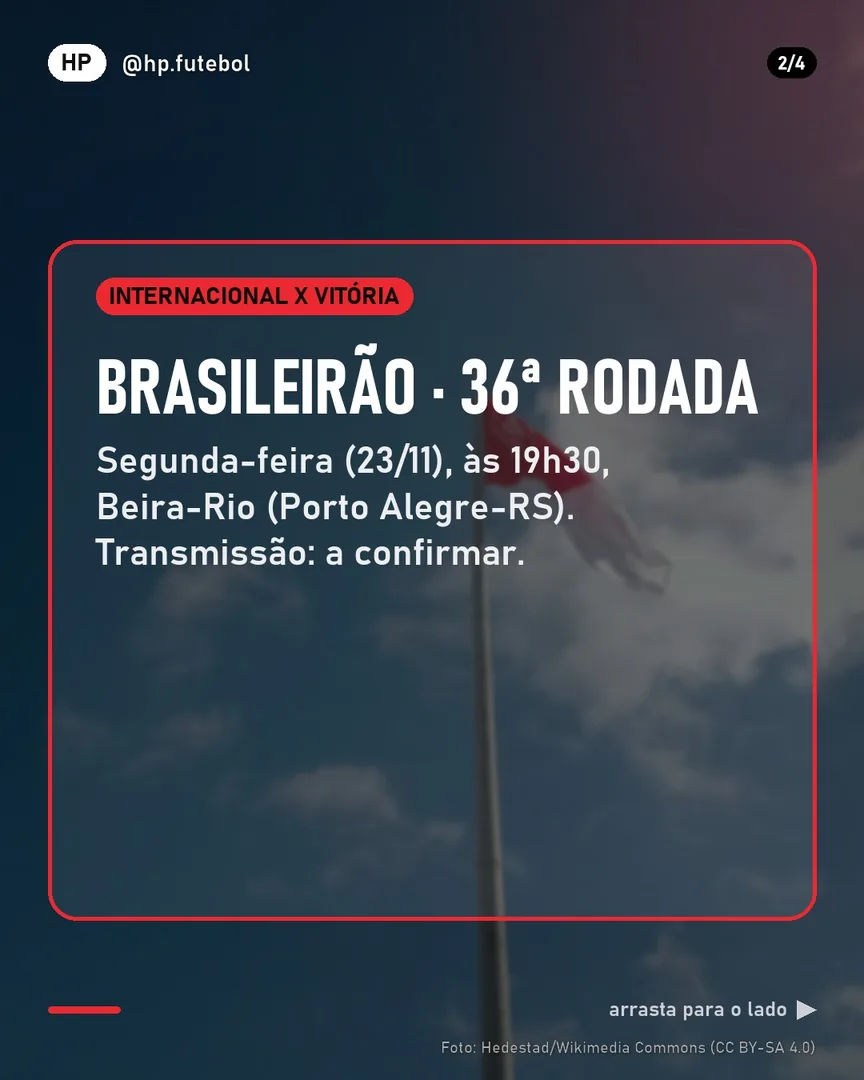 HP @hp.futebol 2/4
INTERNACIONAL X VITÓRIA
BRASILEIRÃO · 36ª RODADA
Segunda-feira (23/11), às 19h30,
Beira-Rio (Porto Alegre-RS).
Transmissão: a confirmar.
arrasta para o lado ▶
Foto: Hedestad/Wikimedia Commons (CC BY-SA 4.0)